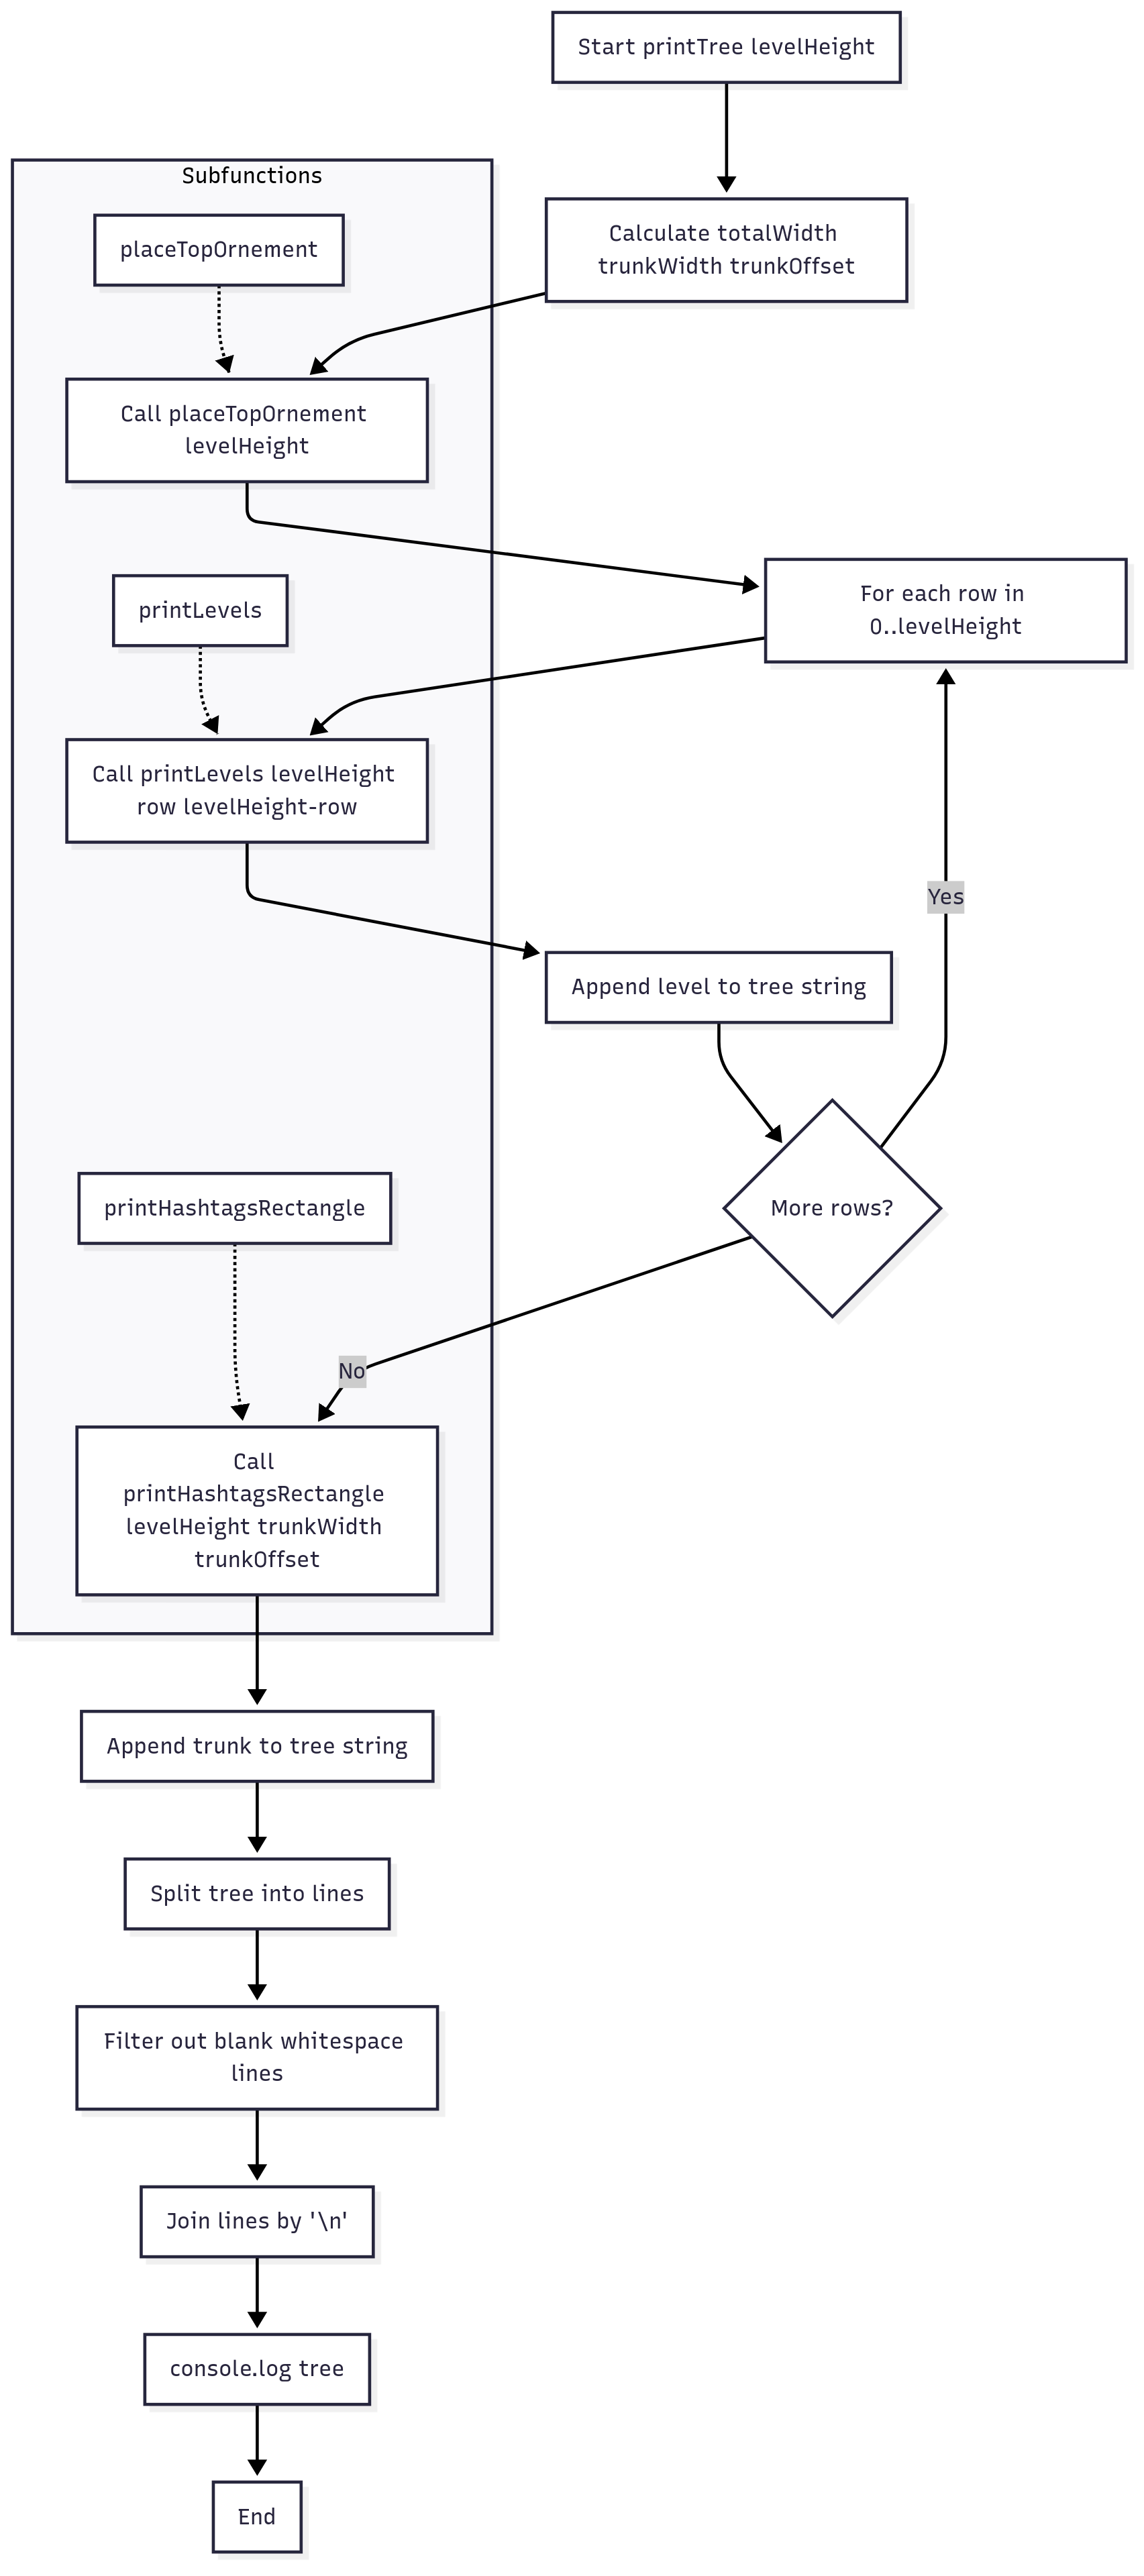 Start printTree levelHeight
Subfunctions
placeTopOrnement
Calculate totalWidth
trunkWidth trunkOffset
Call placeTopOrnement
levelHeight
printLevels
For each row in
0..levelHeight
Call printLevels levelHeight
row levelHeight-row
Yes
Append level to tree string
printHashtagsRectangle
More rows?
No
Call
printHashtagsRectangle
levelHeight trunkWidth
trunkOffset
Append trunk to tree string
Split tree into lines
Filter out blank whitespace
lines
Join lines by '\n'
console.log tree
End